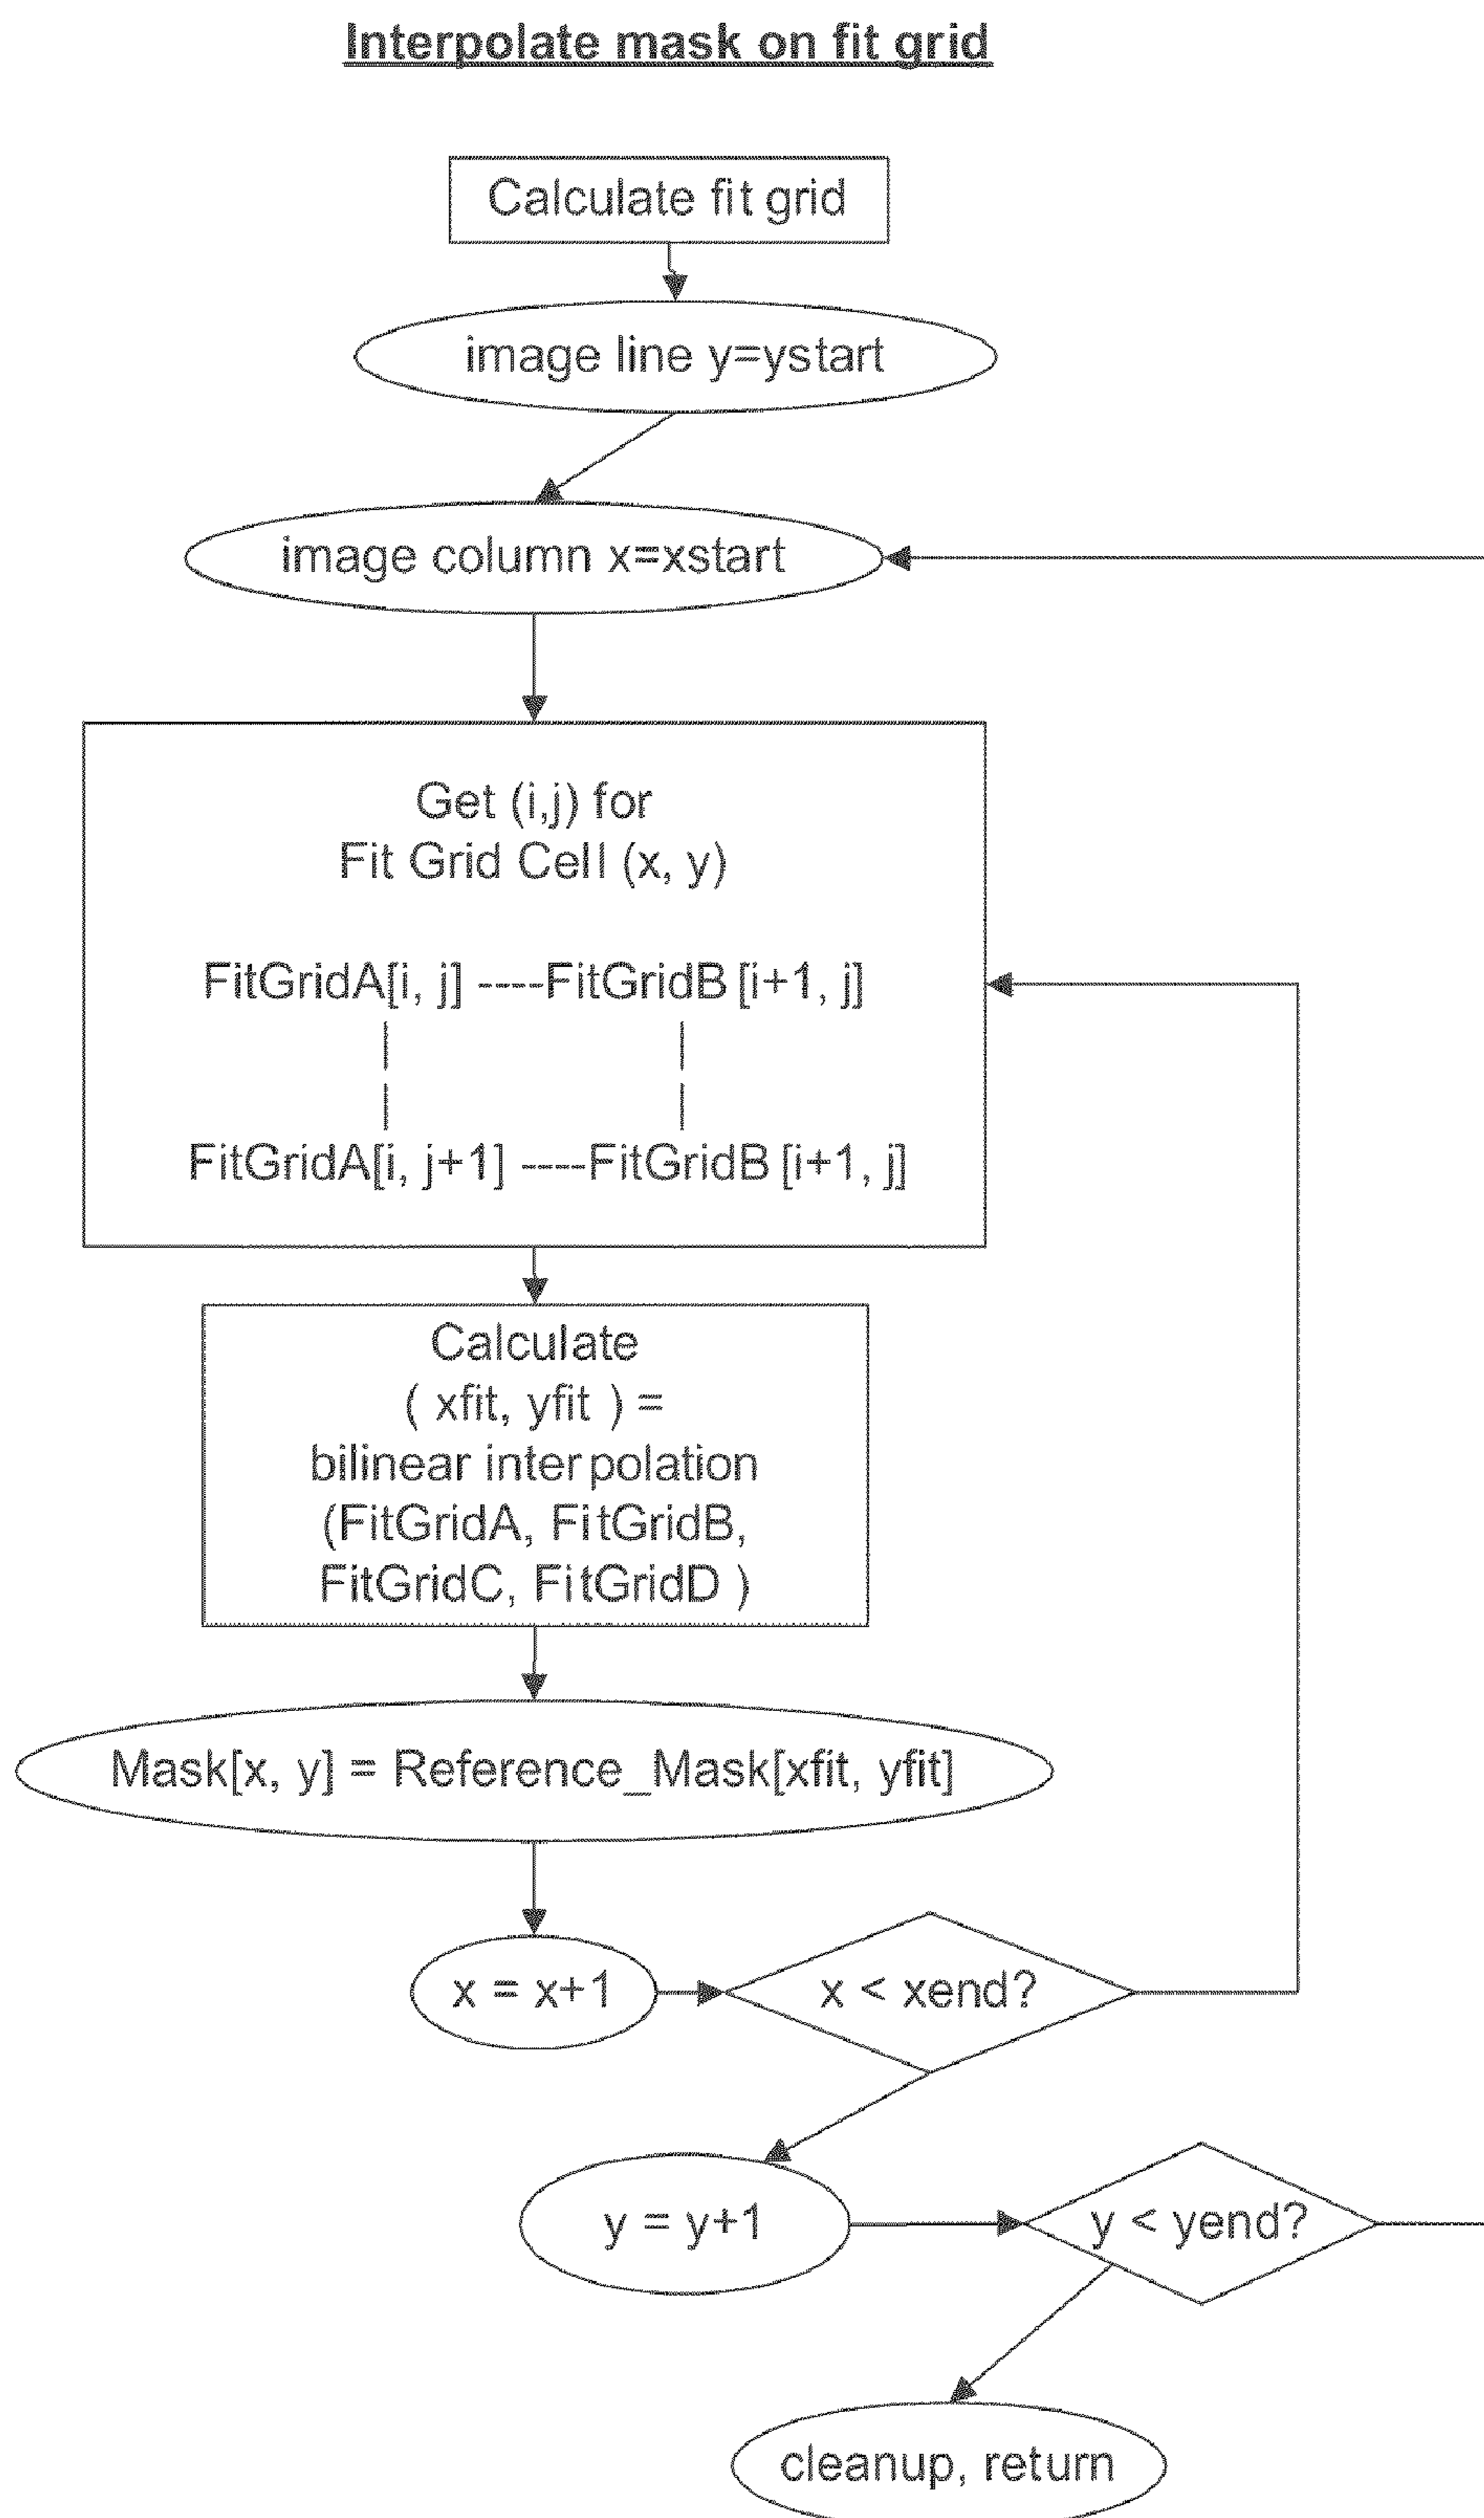 Interpolate mask on fit grid
Calculate fit grid
image line y=ystart
image column x=xstart
Get (i,j) for
Fit Grid Cell (x, y)
FitGridA[i, j] ----FitGridB [i+1, j]
| |
| |
FitGridA[i, j+1] ----FitGridB [i+1, j]
Calculate
( xfit, yfit ) =
bilinear interpolation
(FitGridA, FitGridB,
FitGridC, FitGridD )
Mask[x, y] = Reference_Mask[xfit, yfit]
x = x+1
x < xend?
y = y+1
y < yend?
cleanup, return